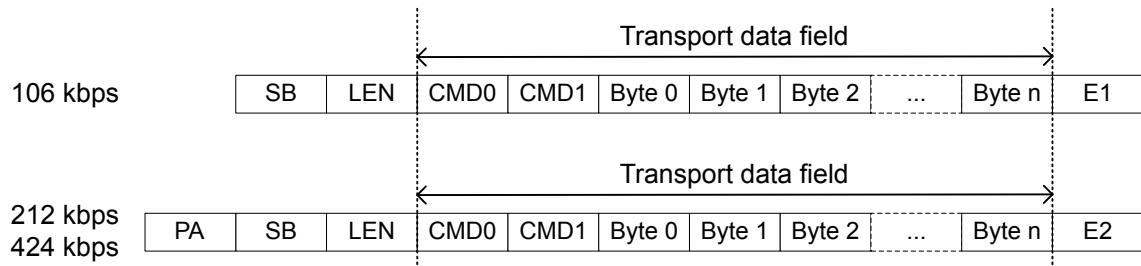 Transport data field
106 kbps SB LEN CMD0 CMD1 Byte 0 Byte 1 Byte 2 ... Byte n E1
Transport data field
212 kbps
424 kbps
PA SB LEN CMD0 CMD1 Byte 0 Byte 1 Byte 2 ... Byte n E2